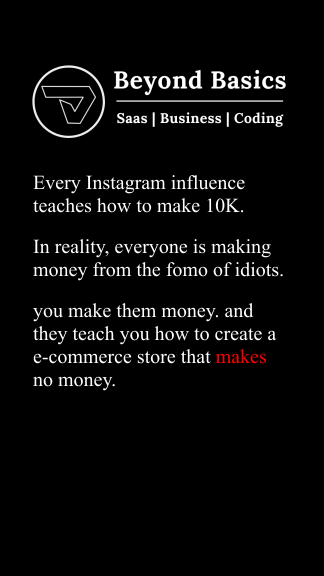 Beyond Basics
Saas | Business | Coding
Every Instagram influence
teaches how to make 10K.
In reality, everyone is making
money from the fomo of idiots.
you make them money. and
they teach you how to create a
e-commerce store that makes
no money.